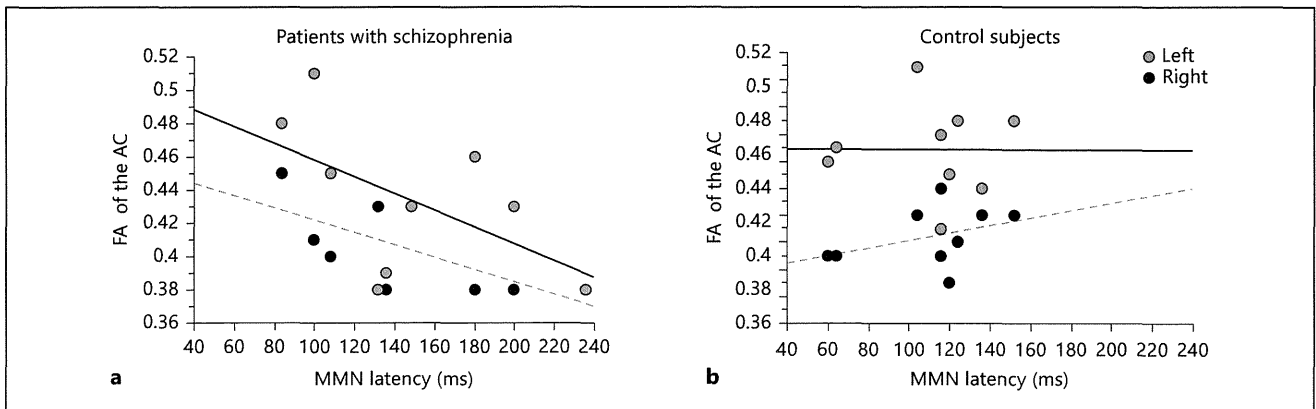 Patients with schizophrenia
0.52
0.5
0.48
0.46
0.44
0.42
0.4
0.38
0.36
FA of the AC
40 60 80 100 120 140 160 180 200 220 240
MMN latency (ms)
a
Control subjects
Left
Right
0.52
0.5
0.48
0.46
0.44
0.42
0.4
0.38
0.36
FA of the AC
40 60 80 100 120 140 160 180 200 220 240
MMN latency (ms)
b